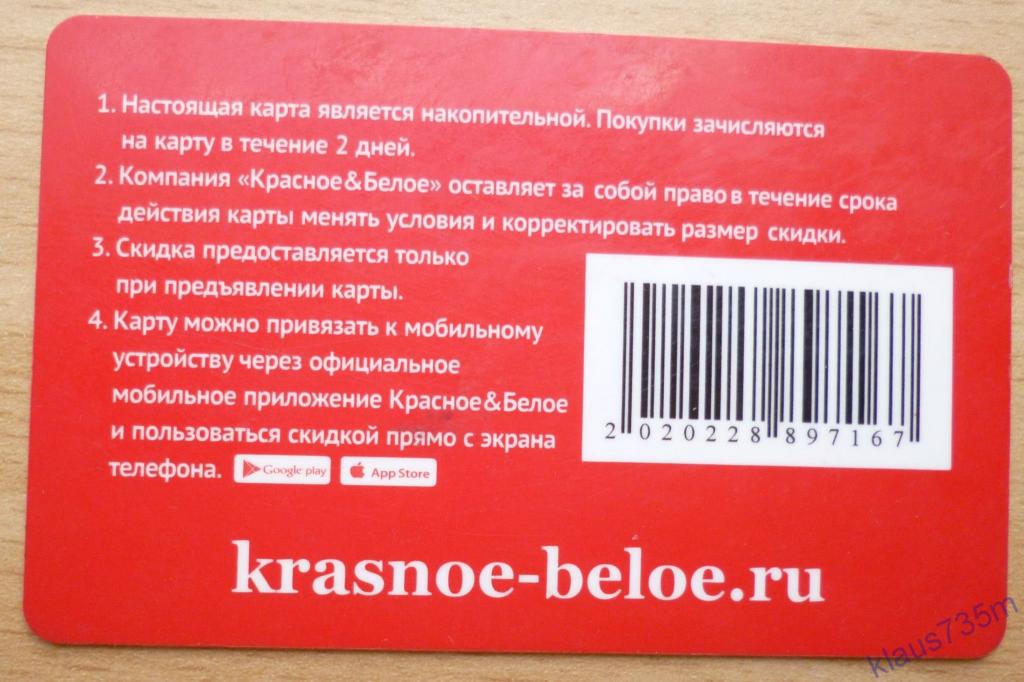 1. Настоящая карта является накопительной. Покупки зачисляются
на карту в течение 2 дней.
2. Компания «Красное&Белое» оставляет за собой право в течение срока
действия карты менять условия и корректировать размер скидки.
3. Скидка предоставляется только
при предъявлении карты.
4. Карту можно привязать к мобильному
устройству через официальное
мобильное приложение Красное&Белое
и пользоваться скидкой прямо с экрана
телефона. Google play App Store
2 020228 897167
krasnoe-beloe.ru
klaus735m